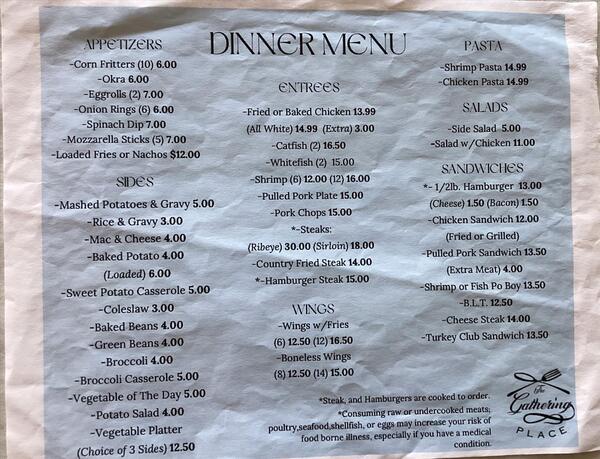 DINNER MENU
APPETIZERS
-Corn Fritters (10) 6.00
-Okra 6.00
-Eggrolls (2) 7.00
-Onion Rings (6) 6.00
-Spinach Dip 7.00
-Mozzarella Sticks (5) 7.00
-Loaded Fries or Nachos $12.00
SIDES
-Mashed Potatoes & Gravy 5.00
-Rice & Gravy 3.00
-Mac & Cheese 4.00
-Baked Potato 4.00
(Loaded) 6.00
-Sweet Potato Casserole 5.00
-Coleslaw 3.00
-Baked Beans 4.00
-Green Beans 4.00
-Broccoli 4.00
-Broccoli Casserole 5.00
-Vegetable of The Day 5.00
-Potato Salad 4.00
-Vegetable Platter
(Choice of 3 Sides) 12.50
ENTREES
-Fried or Baked Chicken 13.99
(All White) 14.99 (Extra) 3.00
-Catfish (2) 16.50
-Whitefish (2) 15.00
-Shrimp (6) 12.00 (12) 16.00
-Pulled Pork Plate 15.00
-Pork Chops 15.00
*-Steaks:
(Ribeye) 30.00 (Sirloin) 18.00
-Country Fried Steak 14.00
*-Hamburger Steak 15.00
WINGS
-Wings w/Fries
(6) 12.50 (12) 16.50
-Boneless Wings
(8) 12.50 (14) 15.00
PASTA
-Shrimp Pasta 14.99
-Chicken Pasta 14.99
SALADS
-Side Salad 5.00
-Salad w/Chicken 11.00
SANDWICHES
*- 1/2lb. Hamburger 13.00
(Cheese) 1.50 (Bacon) 1.50
-Chicken Sandwich 12.00
(Fried or Grilled)
-Pulled Pork Sandwich 13.50
(Extra Meat) 4.00
-Shrimp or Fish Po Boy 13.50
-B.L.T. 12.50
-Cheese Steak 14.00
-Turkey Club Sandwich 13.50
*Steak, and Hamburgers are cooked to order.
*Consuming raw or undercooked meats,
poultry,seafood,shellfish, or eggs may increase your risk of
food borne illness, especially if you have a medical
condition.
The
Gathering
PLACE